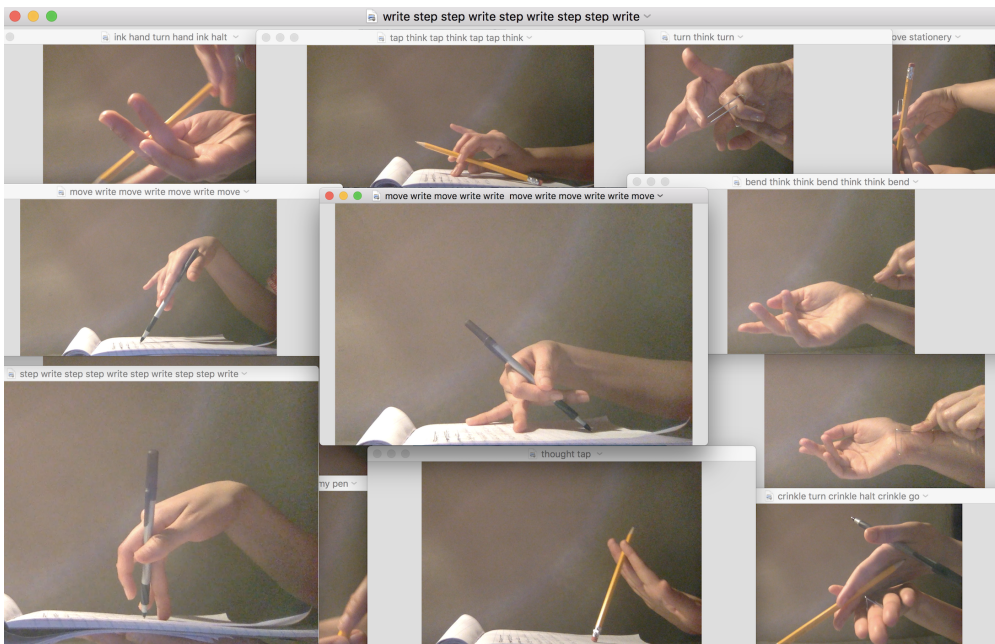 write step step write step write step step write
ink hand turn hand ink halt
tap think tap think tap tap think
turn think turn
ove stationery
move write move write move write move
move write move write write move write move write write move
bend think think bend think think bend
step write step step write step write step step write
my pen
thought tap
crinkle turn crinkle halt crinkle go